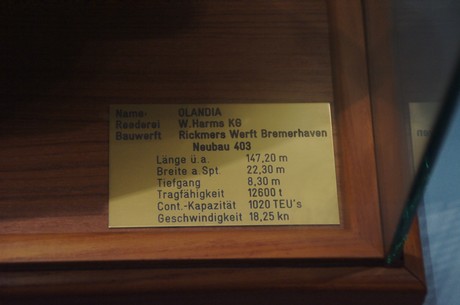 Name- OLANDIA
Reederei W.Harms KG
Bauwerft Rickmers Werft Bremerhaven
Neubau 403
Länge ü.a. 147,20 m
Breite a.Spt. 22,30 m
Tiefgang 8,30 m
Tragfähigkeit 12600 t
Cont.-Kapazität 1020 TEU's
Geschwindigkeit 18,25 kn